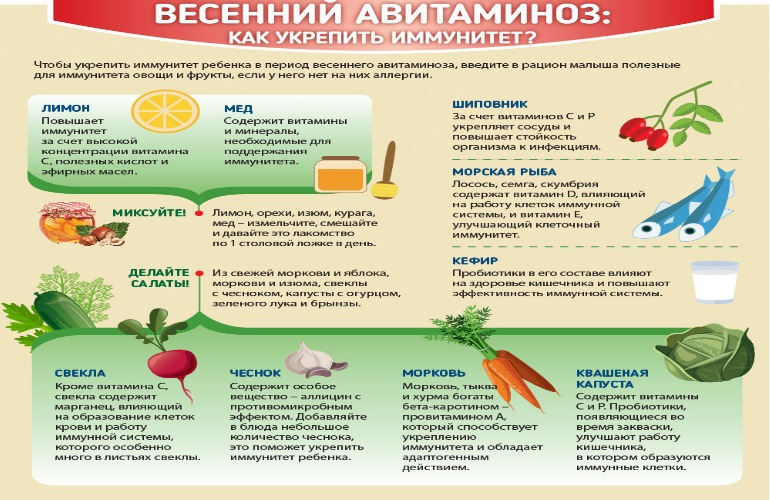 ВЕСЕННИЙ АВИТАМИНОЗ:
КАК УКРЕПИТЬ ИММУНИТЕТ?
Чтобы укрепить иммунитет ребенка в период весеннего авитаминоза, введите в рацион малыша полезные
для иммунитета овощи и фрукты, если у него нет на них аллергии.
ЛИМОН
Повышает
иммунитет
за счет высокой
концентрации витамина
С, полезных кислот и
эфирных масел.
МЕД
Содержит витамины
и минералы,
необходимые для
поддержания
иммунитета.
ШИПОВНИК
За счет витаминов С и Р
укрепляет сосуды и
повышает стойкость
организма к инфекциям.
МОРСКАЯ РЫБА
Лосось, семга, скумбрия
содержат витамин D, влияющий
на работу клеток иммунной
системы, и витамин Е,
улучшающий клеточный
иммунитет.
КЕФИР
Пробиотики в его составе влияют
на здоровье кишечника и повышают
эффективность иммунной системы.
МИКСУЙТЕ!
Лимон, орехи, изюм, курага,
мед – измельчите, смешайте
и давайте это лакомство
по 1 столовой ложке в день.
ДЕЛАЙТЕ
САЛАТЫ!
Из свежей моркови и яблока,
моркови и изюма, свеклы
с чесноком, капусты с огурцом,
зеленого лука и брынзы.
СВЕКЛА
Кроме витамина С,
свекла содержит
марганец, влияющий
на образование клеток
крови и работу
иммунной системы,
которого особенно
много в листьях свеклы.
ЧЕСНОК
Содержит особое
вещество – аллицин с
противомикробным
эффектом. Добавляйте
в блюда небольшое
количество чеснока,
это поможет укрепить
иммунитет ребенка.
МОРКОВЬ
Морковь, тыква
и хурма богаты
бета-каротином –
провитамином А,
который способствует
укреплению
иммунитета и обладает
адаптогенным
действием.
КВАШЕНАЯ
КАПУСТА
Содержит витамины
С и Р. Пробиотики,
появляющиеся во
время закваски,
улучшают работу
кишечника,
в котором образуются
иммунные клетки.